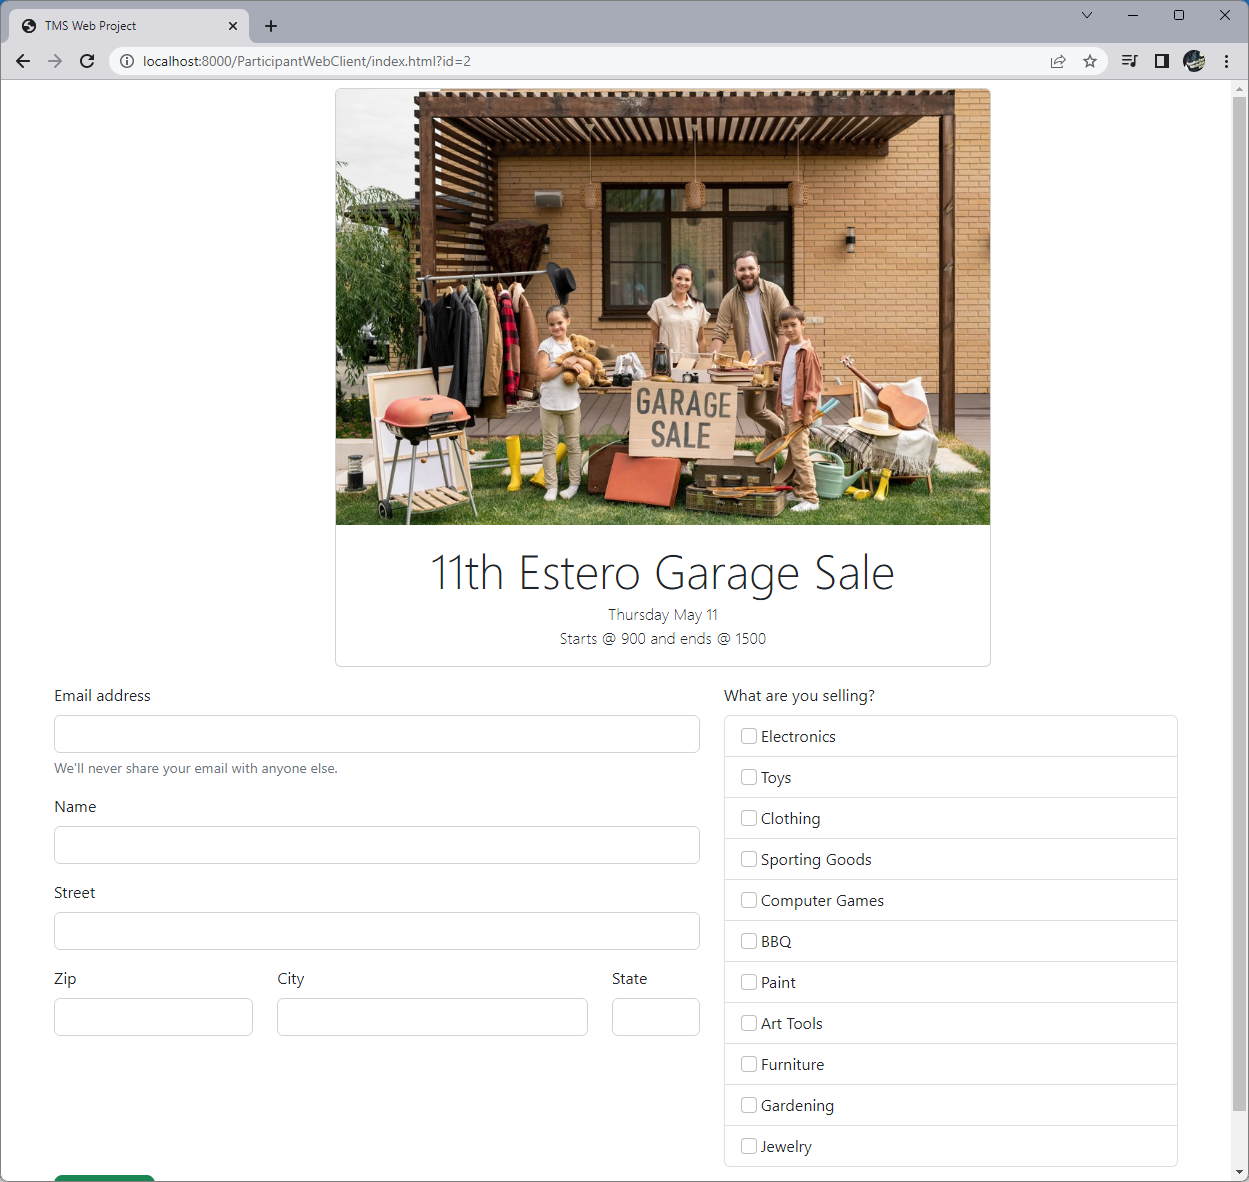 TMS Web Project
localhost:8000/ParticipantWebClient/index.html?id=2
GARAGE
SALE
11th Estero Garage Sale
Thursday May 11
Starts @ 900 and ends @ 1500
Email address
We'll never share your email with anyone else.
Name
Street
Zip City State
What are you selling?
Electronics
Toys
Clothing
Sporting Goods
Computer Games
BBQ
Paint
Art Tools
Furniture
Gardening
Jewelry